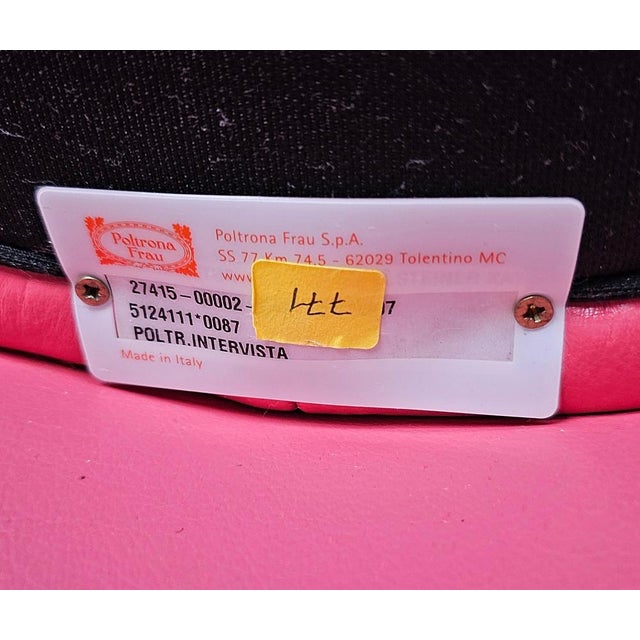 Poltrona
Frau
Poltrona Frau S.p.A.
SS 77 Km 74,5 - 62029 Tolentino MC
www.
27415-00002-
5124111*0087
POLTR.INTERVISTA
Made in Italy